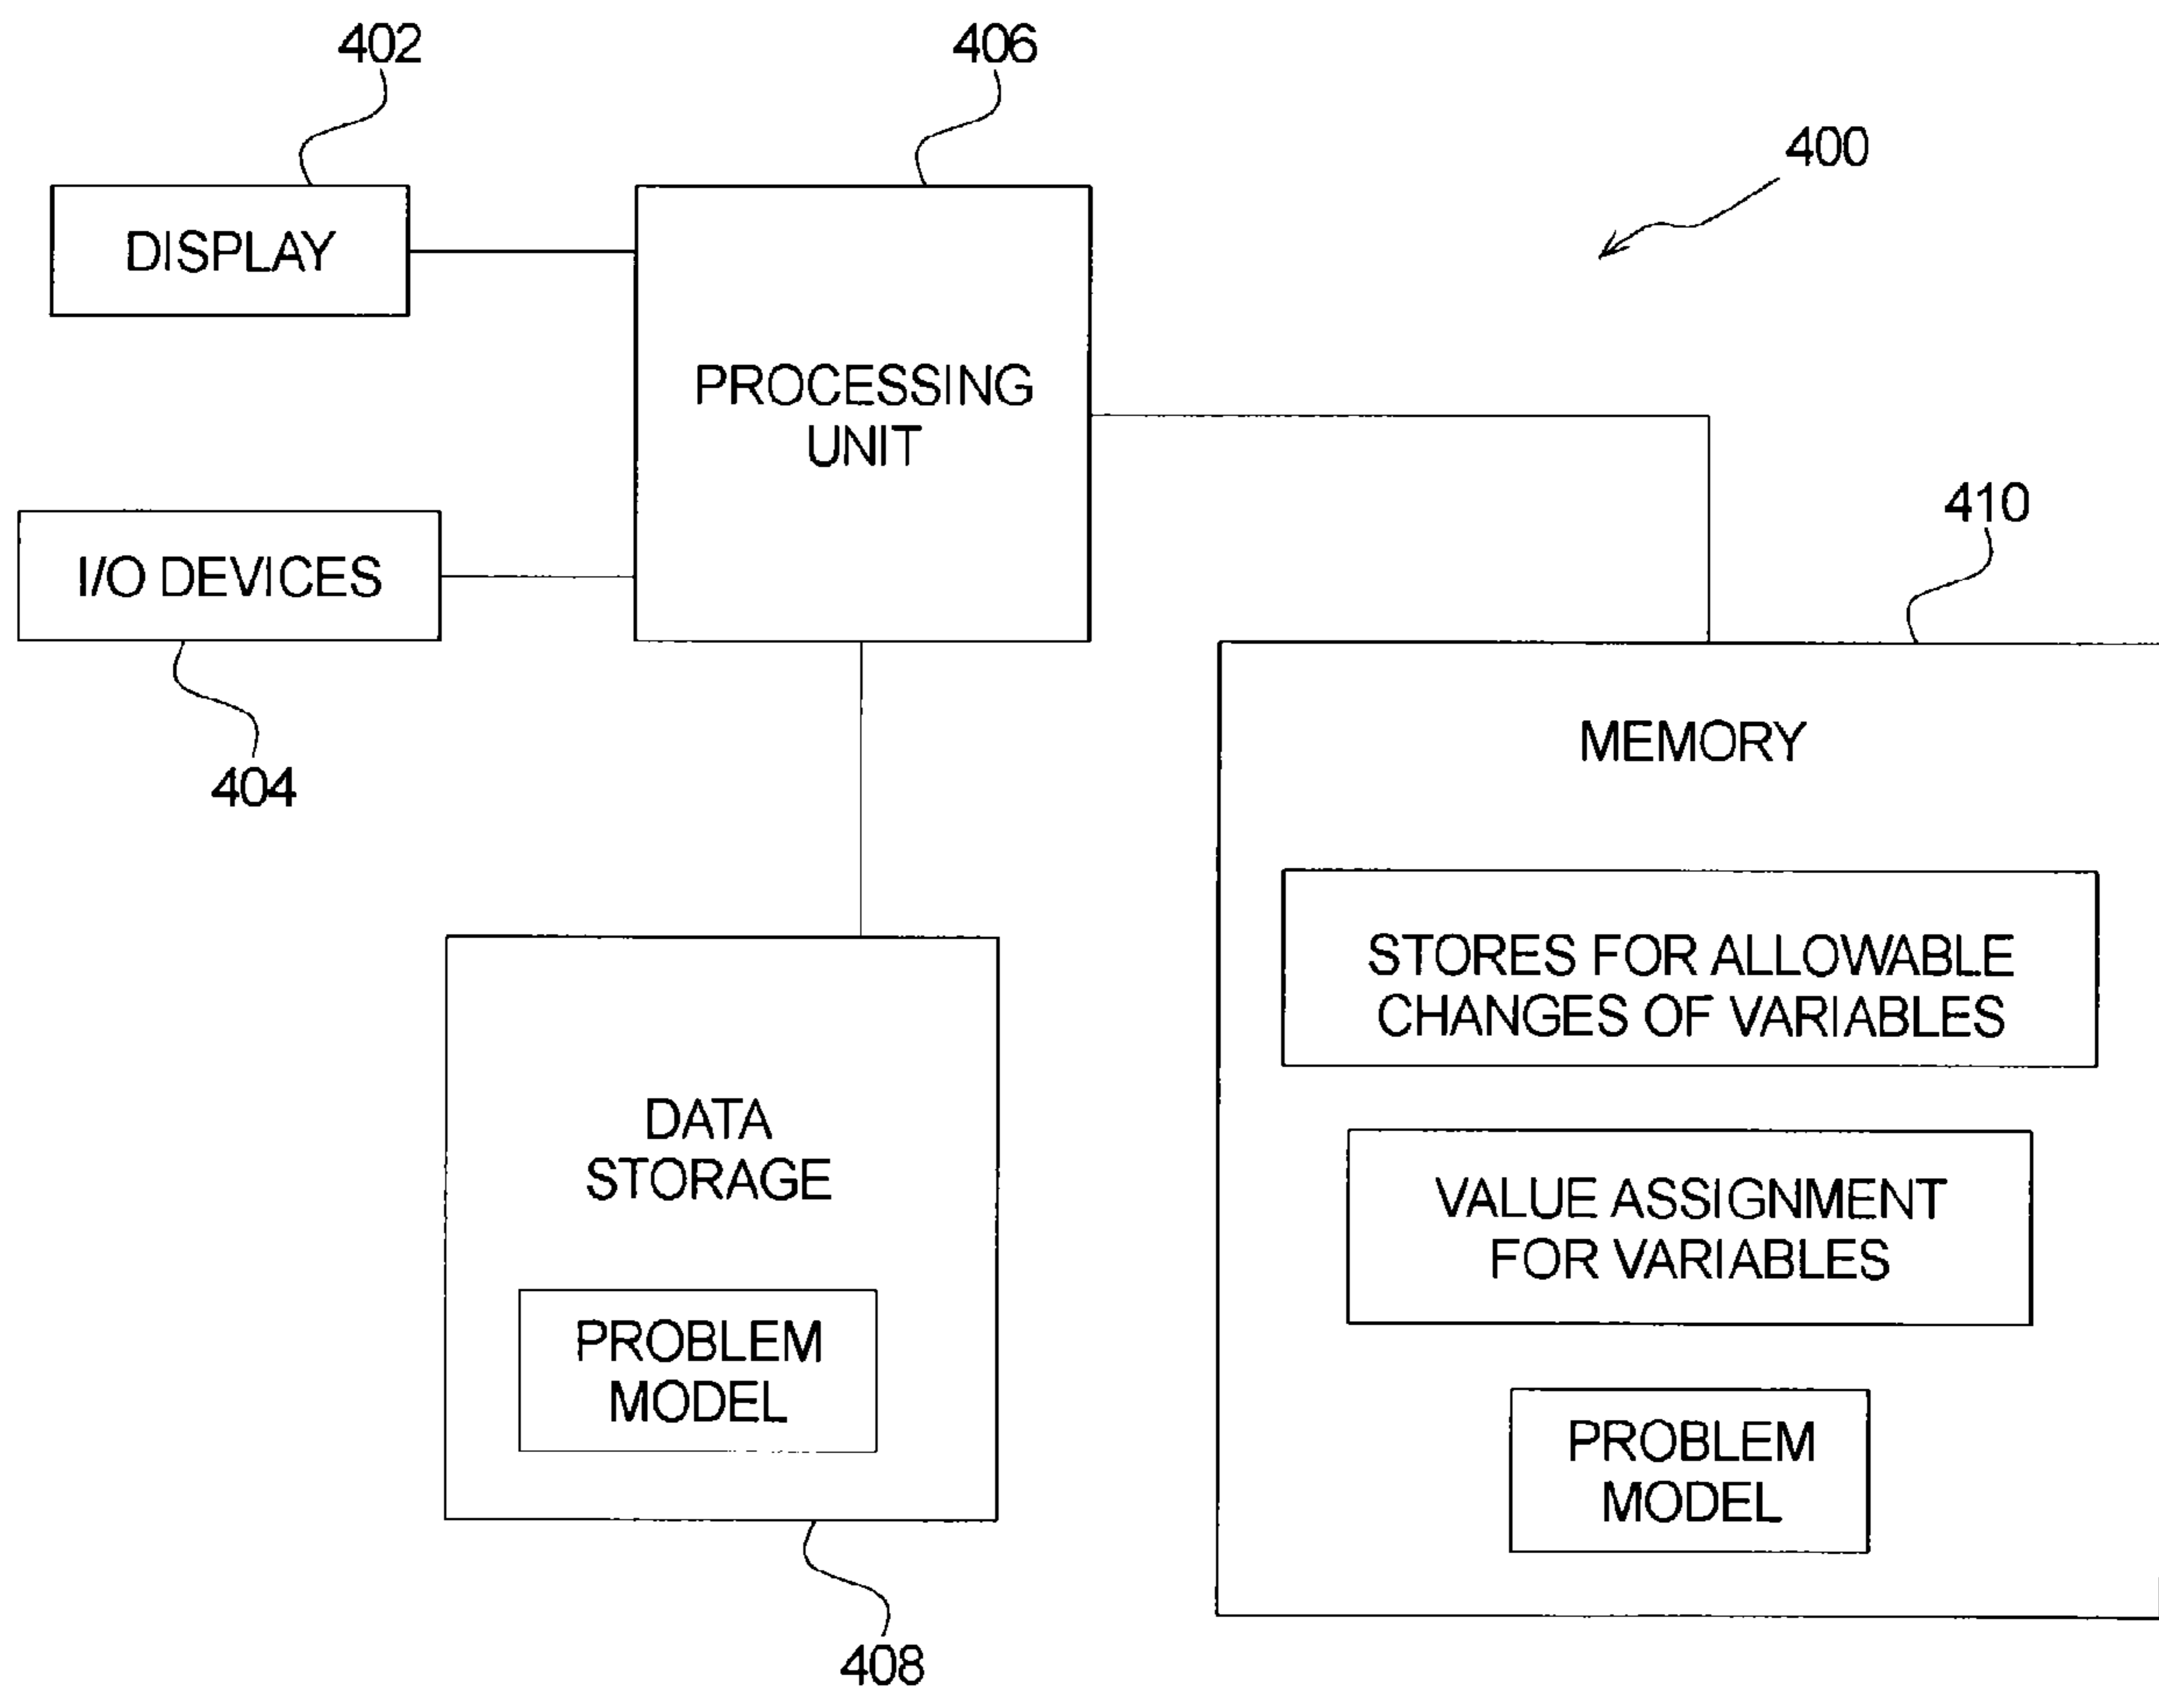 402
406
400
DISPLAY
PROCESSING
UNIT
I/O DEVICES
404
410
MEMORY
STORES FOR ALLOWABLE
CHANGES OF VARIABLES
VALUE ASSIGNMENT
FOR VARIABLES
PROBLEM
MODEL
DATA
STORAGE
PROBLEM
MODEL
408